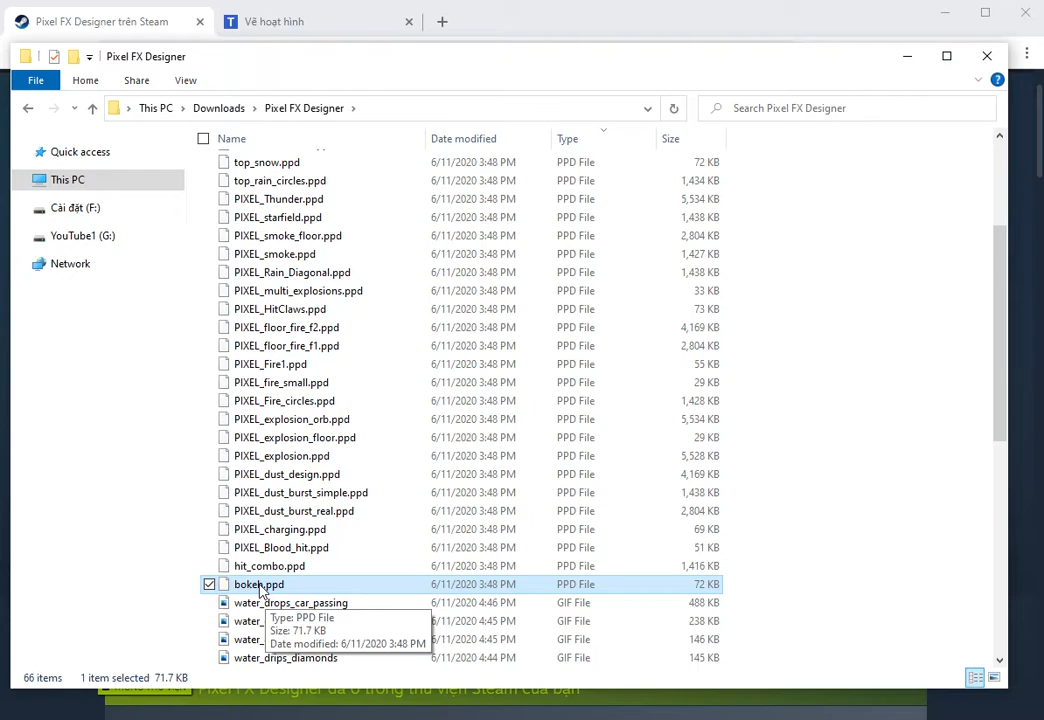 Pixel FX Designer trên Steam
Vẽ hoạt hình
Pixel FX Designer
File Home Share View
This PC Downloads Pixel FX Designer
Search Pixel FX Designer
Quick access
This PC
Cài đặt (F:)
YouTube1 (G:)
Network
Name Date modified Type Size
top_snow.ppd 6/11/2020 3:48 PM PPD File 72 KB
top_rain_circles.ppd 6/11/2020 3:48 PM PPD File 1,434 KB
PIXEL_Thunder.ppd 6/11/2020 3:48 PM PPD File 5,534 KB
PIXEL_starfield.ppd 6/11/2020 3:48 PM PPD File 1,438 KB
PIXEL_smoke_floor.ppd 6/11/2020 3:48 PM PPD File 2,804 KB
PIXEL_smoke.ppd 6/11/2020 3:48 PM PPD File 1,427 KB
PIXEL_Rain_Diagonal.ppd 6/11/2020 3:48 PM PPD File 1,438 KB
PIXEL_multi_explosions.ppd 6/11/2020 3:48 PM PPD File 33 KB
PIXEL_HitClaws.ppd 6/11/2020 3:48 PM PPD File 73 KB
PIXEL_floor_fire_f2.ppd 6/11/2020 3:48 PM PPD File 4,169 KB
PIXEL_floor_fire_f1.ppd 6/11/2020 3:48 PM PPD File 2,804 KB
PIXEL_Fire1.ppd 6/11/2020 3:48 PM PPD File 55 KB
PIXEL_fire_small.ppd 6/11/2020 3:48 PM PPD File 29 KB
PIXEL_Fire_circles.ppd 6/11/2020 3:48 PM PPD File 1,428 KB
PIXEL_explosion_orb.ppd 6/11/2020 3:48 PM PPD File 5,534 KB
PIXEL_explosion_floor.ppd 6/11/2020 3:48 PM PPD File 29 KB
PIXEL_explosion.ppd 6/11/2020 3:48 PM PPD File 5,528 KB
PIXEL_dust_design.ppd 6/11/2020 3:48 PM PPD File 4,169 KB
PIXEL_dust_burst_simple.ppd 6/11/2020 3:48 PM PPD File 1,438 KB
PIXEL_dust_burst_real.ppd 6/11/2020 3:48 PM PPD File 2,804 KB
PIXEL_charging.ppd 6/11/2020 3:48 PM PPD File 69 KB
PIXEL_Blood_hit.ppd 6/11/2020 3:48 PM PPD File 51 KB
hit_combo.ppd 6/11/2020 3:48 PM PPD File 1,416 KB
bokeh.ppd 6/11/2020 3:48 PM PPD File 72 KB
water_drops_car_passing 6/11/2020 4:46 PM GIF File 488 KB
water_ 6/11/2020 4:45 PM GIF File 238 KB
water_ 6/11/2020 4:45 PM GIF File 146 KB
water_drips_diamonds 6/11/2020 4:44 PM GIF File 145 KB
Type: PPD File
Size: 71.7 KB
Date modified: 6/11/2020 3:48 PM
66 items 1 item selected 71.7 KB
Pixel FX Designer đã ở trong thư viện Steam của bạn